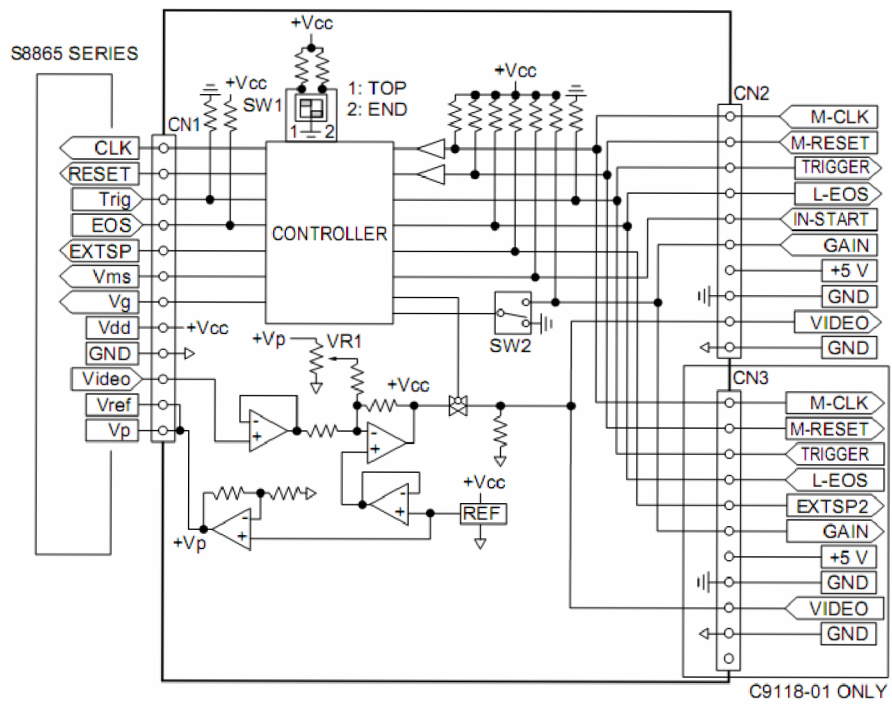 +Vcc
S8865 SERIES
+Vcc
SW1
1: TOP
2: END
+Vcc
1
2
CN1
CN2
CLK
RESET
Trig
EOS
EXTSP
Vms
Vg
Vdd
+Vcc
GND
Video
Vref
Vp
CONTROLLER
M-CLK
M-RESET
TRIGGER
L-EOS
IN-START
GAIN
+5 V
GND
VIDEO
GND
SW2
+Vp
VR1
+Vcc
-
+
-
+
-
+
-
+
+Vp
+Vcc
REF
CN3
M-CLK
M-RESET
TRIGGER
L-EOS
EXTSP2
GAIN
+5 V
GND
VIDEO
GND
C9118-01 ONLY